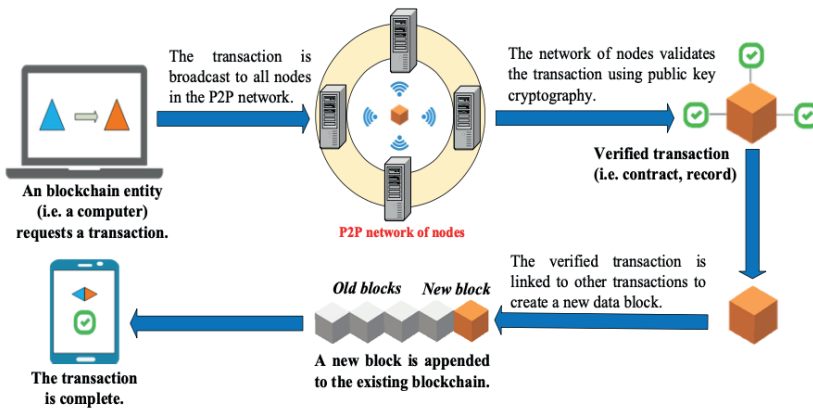 The transaction is
broadcast to all nodes
in the P2P network.
The network of nodes validates
the transaction using public key
cryptography.
An blockchain entity
(i.e. a computer)
requests a transaction.
P2P network of nodes
Verified transaction
(i.e. contract, record)
The verified transaction is
linked to other transactions to
create a new data block.
Old blocks New block
A new block is appended
to the existing blockchain.
The transaction
is complete.